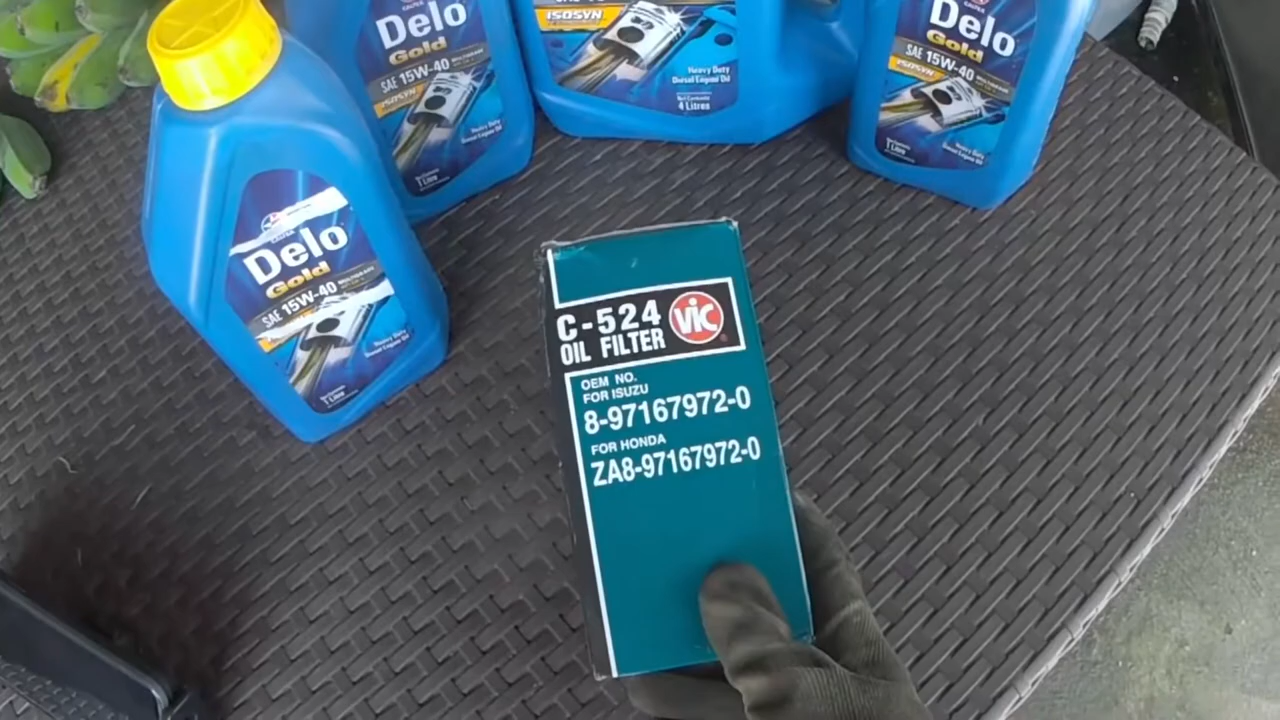 Delo
Gold
SAE 15W-40
ISOSYN
Heavy Duty
Diesel Engine Oil
1 Litre
ISOSYN
Heavy Duty
Diesel Engine Oil
Net Contents
4 Litres
Delo
Gold
SAE 15W-40
ISOSYN
Heavy Duty
Diesel Engine Oil
1 Litre
Delo
Gold
SAE 15W-40
Heavy Duty
Diesel Engine Oil
1 Litre
C-524
OIL FILTER
VIC
OEM NO.
FOR ISUZU
8-97167972-0
FOR HONDA
ZA8-97167972-0